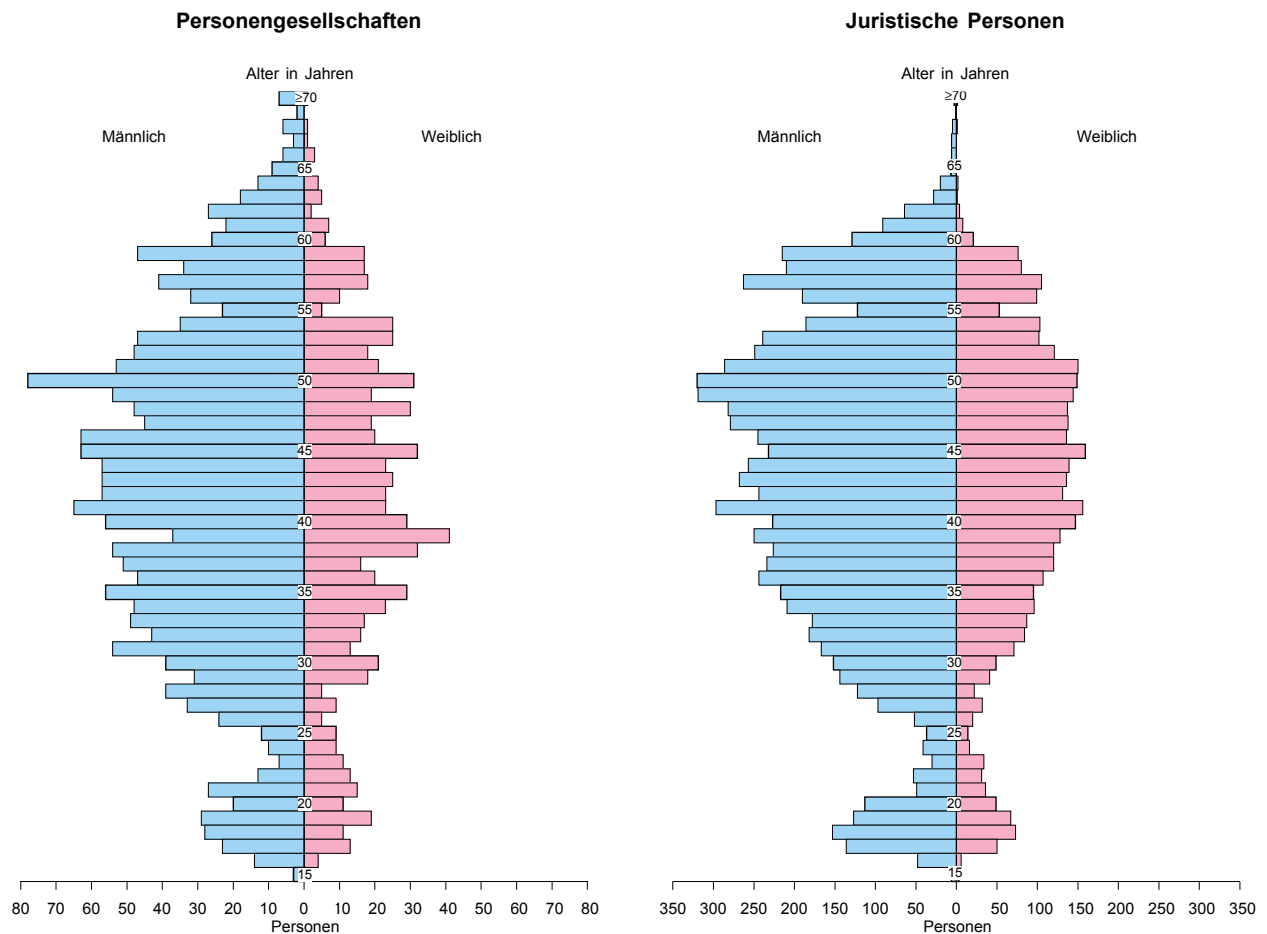 Personengesellschaften
Alter in Jahren
≥70
Männlich
Weiblich
65
60
55
50
45
40
35
30
25
20
15
80 70 60 50 40 30 20 10 0 10 20 30 40 50 60 70 80
Personen
Juristische Personen
Alter in Jahren
≥70
Männlich
Weiblich
65
60
55
50
45
40
35
30
25
20
15
350 300 250 200 150 100 50 0 50 100 150 200 150 300 350
Personen